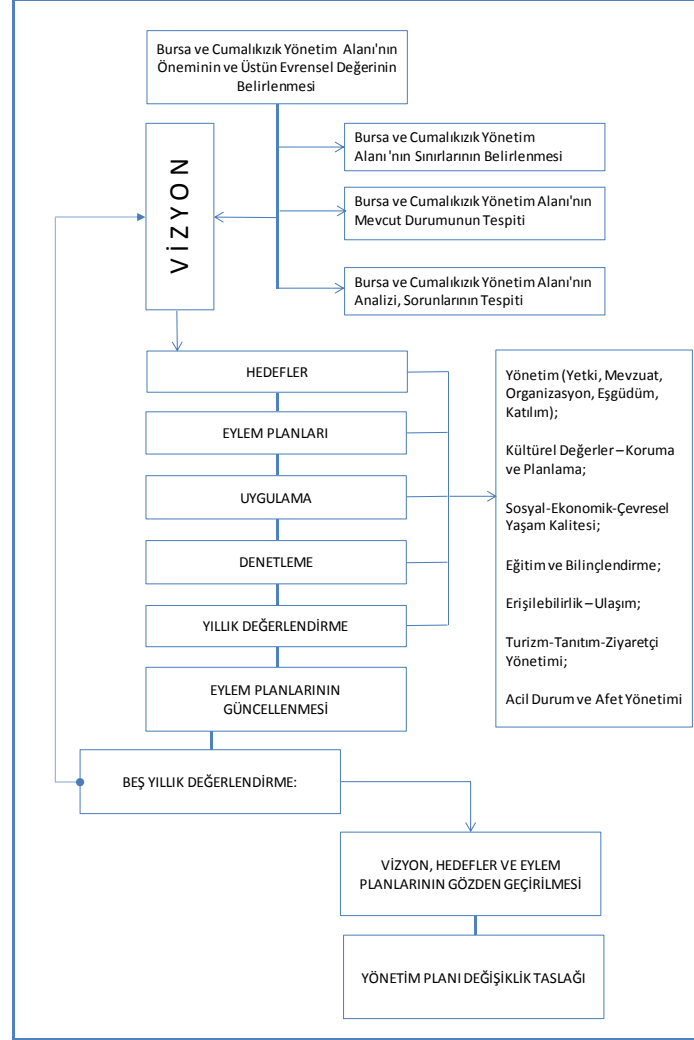 Bursa ve Cumalıkızık Yönetim Alanı'nın
Öneminin ve Üstün Evrensel Değerinin
Belirlenmesi
VİZYON
Bursa ve Cumalıkızık Yönetim
Alanı'nın Sınırlarının Belirlenmesi
Bursa ve Cumalıkızık Yönetim Alanı'nın
Mevcut Durumunun Tespiti
Bursa ve Cumalıkızık Yönetim Alanı'nın
Analizi, Sorunlarının Tespiti
HEDEFLER
EYLEM PLANLARI
UYGULAMA
DENETLEME
YILLIK DEĞERLENDİRME
EYLEM PLANLARININ
GÜNCELLENMESİ
Yönetim (Yetki, Mevzuat,
Organizasyon, Eşgüdüm,
Katılım);
Kültürel Değerler – Koruma
ve Planlama;
Sosyal-Ekonomik-Çevresel
Yaşam Kalitesi;
Eğitim ve Bilinçlendirme;
Erişilebilirlik – Ulaşım;
Turizm-Tanıtım-Ziyaretçi
Yönetimi;
Acil Durum ve Afet Yönetimi
BEŞ YILLIK DEĞERLENDİRME:
VİZYON, HEDEFLER VE EYLEM
PLANLARININ GÖZDEN GEÇİRİLMESİ
YÖNETİM PLANI DEĞİŞİKLİK TASLAĞI